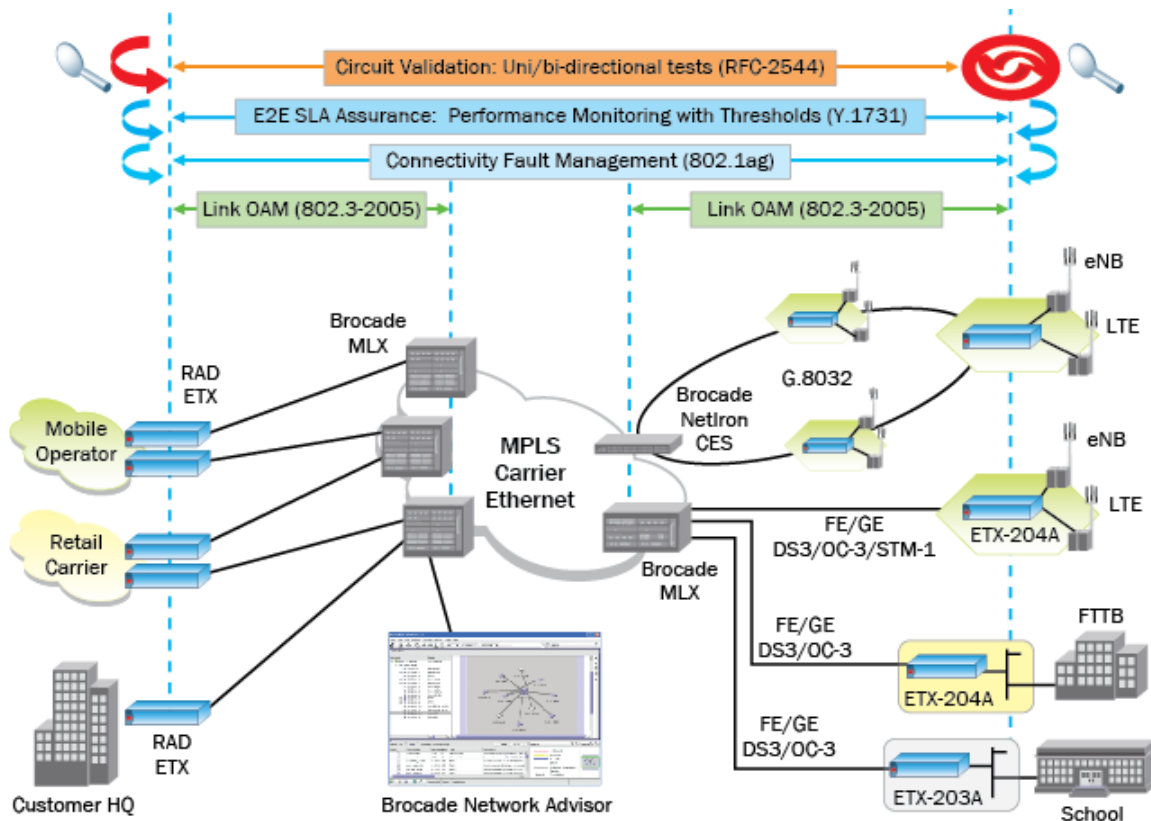 Circuit Validation: Uni/bi-directional tests (RFC-2544)
E2E SLA Assurance: Performance Monitoring with Thresholds (Y.1731)
Connectivity Fault Management (802.1ag)
Link OAM (802.3-2005)
Link OAM (802.3-2005)
eNB
LTE
Brocade
MLX
RAD
ETX
G.8032
Brocade
NetIron
CES
Mobile
Operator
MPLS
Carrier
Ethernet
eNB
LTE
ETX-204A
FE/GE
DS3/OC-3/STM-1
Retail
Carrier
Brocade
MLX
FE/GE
DS3/OC-3
FTTB
ETX-204A
RAD
ETX
FE/GE
DS3/OC-3
ETX-203A
Customer HQ
Brocade Network Advisor
School